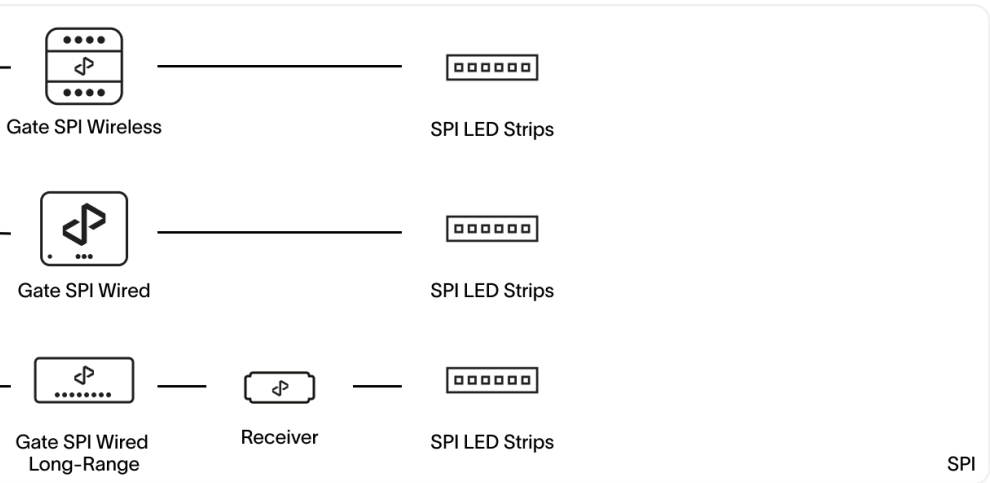 Gate SPI Wireless
SPI LED Strips
Gate SPI Wired
SPI LED Strips
Gate SPI Wired
Long-Range
Receiver
SPI LED Strips
SPI